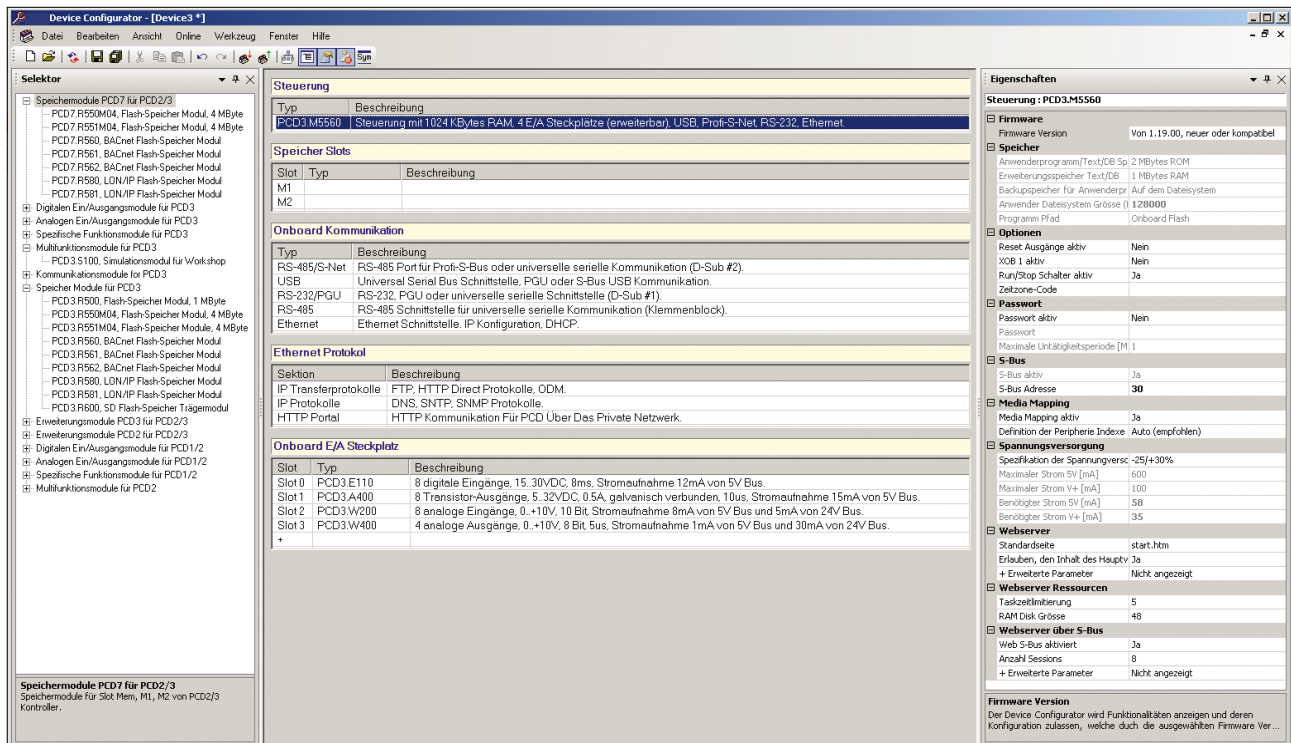 Device Configurator - [Device3 *]
Datei Bearbeiten Ansicht Online Werkzeug Fenster Hilfe
Sym
Selektor
Speichermodule PCD7 für PCD2/3
PCD7.R550M04, Flash-Speicher Modul, 4 MByte
PCD7.R551M04, Flash-Speicher Modul, 4 MByte
PCD7.R560, BACnet Flash-Speicher Modul
PCD7.R561, BACnet Flash-Speicher Modul
PCD7.R562, BACnet Flash-Speicher Modul
PCD7.R580, LON/IP Flash-Speicher Modul
PCD7.R581, LON/IP Flash-Speicher Modul
Digitalen Ein/Ausgangsmodule für PCD3
Analogen Ein/Ausgangsmodule für PCD3
Spezifische Funktionsmodule für PCD3
Multifunktionsmodule für PCD3
PCD3.S100, Simulationsmodul für Workshop
Kommunikationsmodule for PCD3
Speicher Module für PCD3
PCD3.R500, Flash-Speicher Modul, 1 MByte
PCD3.R550M04, Flash-Speicher Modul, 4 MByte
PCD3.R551M04, Flash-Speicher Module, 4 MByte
PCD3.R560, BACnet Flash-Speicher Modul
PCD3.R561, BACnet Flash-Speicher Modul
PCD3.R562, BACnet Flash-Speicher Modul
PCD3.R580, LON/IP Flash-Speicher Modul
PCD3.R581, LON/IP Flash-Speicher Modul
PCD3.R600, SD Flash-Speicher Trägermodul
Erweiterungsmodule PCD3 für PCD2/3
Erweiterungsmodule PCD2 für PCD2/3
Digitalen Ein/Ausgangsmodule für PCD1/2
Analogen Ein/Ausgangsmodule für PCD1/2
Spezifische Funktionsmodule für PCD1/2
Multifunktionsmodule für PCD2
Speichermodule PCD7 für PCD2/3
Speichermodule für Slot Mem, M1, M2 von PCD2/3
Kontroller.
Steuerung
Typ Beschreibung
PCD3.M5560 Steuerung mit 1024 KBytes RAM, 4 E/A Steckplätze (erweiterbar), USB, Profi-S-Net, RS-232, Ethernet.
Speicher Slots
Slot Typ Beschreibung
M1
M2
Onboard Kommunikation
Typ Beschreibung
RS-485/S-Net RS-485 Port für Profi-S-Bus oder universelle serielle Kommunikation (D-Sub #2).
USB Universal Serial Bus Schnittstelle, PGU oder S-Bus USB Kommunikation.
RS-232/PGU RS-232, PGU oder universelle serielle Schnittstelle (D-Sub #1).
RS-485 RS-485 Schnittstelle für universelle serielle Kommunikation (Klemmenblock).
Ethernet Ethernet Schnittstelle. IP Konfiguration, DHCP.
Ethernet Protokol
Sektion Beschreibung
IP Transferprotokolle FTP, HTTP Direct Protokolle, ODM.
IP Protokolle DNS, SNTP, SNMP Protokolle.
HTTP Portal HTTP Kommunikation Für PCD Über Das Private Netzwerk.
Onboard E/A Steckplatz
Slot Typ Beschreibung
Slot 0 PCD3.E110 8 digitale Eingänge, 15..30VDC, 8ms, Stromaufnahme 12mA von 5V Bus.
Slot 1 PCD3.A400 8 Transistor-Ausgänge, 5..32VDC, 0.5A, galvanisch verbunden, 10us, Stromaufnahme 15mA von 5V Bus.
Slot 2 PCD3.W200 8 analoge Eingänge, 0..+10V, 10 Bit, Stromaufnahme 8mA von 5V Bus und 5mA von 24V Bus.
Slot 3 PCD3.W400 4 analoge Ausgänge, 0..+10V, 8 Bit, 5us, Stromaufnahme 1mA von 5V Bus und 30mA von 24V Bus.
+
Eigenschaften
Steuerung : PCD3.M5560
Firmware
Firmware Version Von 1.19.00, neuer oder kompatibel
Speicher
Anwenderprogramm/Text/DB Sp 2 MBytes ROM
Erweiterungsspeicher Text/DB 1 MBytes RAM
Backupspeicher für Anwenderpr Auf dem Dateisystem
Anwender Dateisystem Grösse ( 128000
Programm Pfad Onboard Flash
Optionen
Reset Ausgänge aktiv Nein
XOB 1 aktiv Nein
Run/Stop Schalter aktiv Ja
Zeitzone-Code
Passwort
Passwort aktiv Nein
Passwort
Maximale Untätigkeitsperiode [M 1
S-Bus
S-Bus aktiv Ja
S-Bus Adresse 30
Media Mapping
Media Mapping aktiv Ja
Definition der Peripherie Indexe Auto (empfohlen)
Spannungsversorgung
Spezifikation der Spannungsversc -25/+30%
Maximaler Strom 5V [mA] 600
Maximaler Strom V+ [mA] 100
Benötigter Strom 5V [mA] 58
Benötigter Strom V+ [mA] 35
Webserver
Standardseite start.htm
Erlauben, den Inhalt des Hauptv Ja
+ Erweiterte Parameter Nicht angezeigt
Webserver Ressourcen
Taskzeitlimitierung 5
RAM Disk Grösse 48
Webserver über S-Bus
Web S-Bus aktiviert Ja
Anzahl Sessions 8
+ Erweiterte Parameter Nicht angezeigt
Firmware Version
Der Device Configurator wird Funktionalitäten anzeigen und deren
Konfiguration zulassen, welche duch die ausgewählten Firmware Ver...